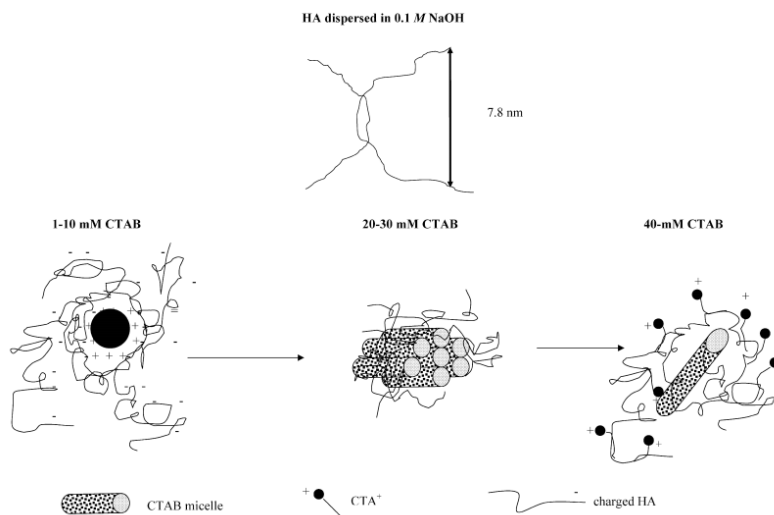 HA dispersed in 0.1 M NaOH
7.8 nm
1-10 mM CTAB
20-30 mM CTAB
40-mM CTAB
CTAB micelle
CTA+
charged HA